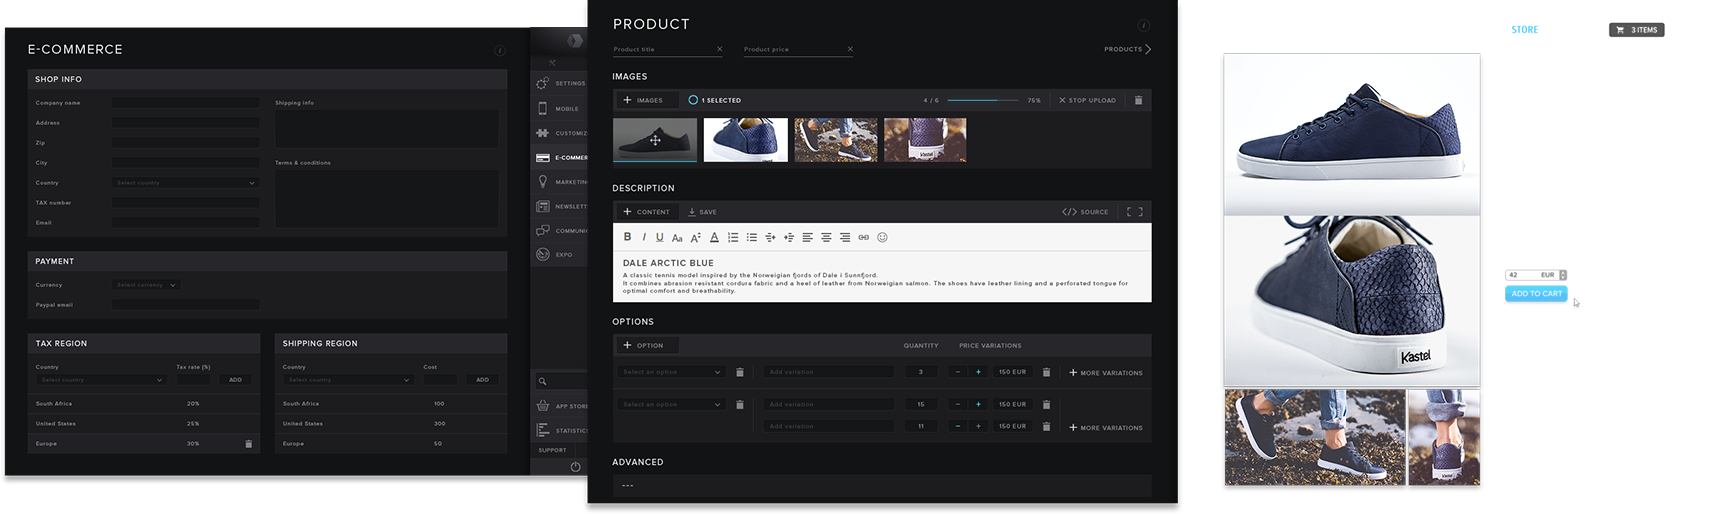 E-COMMERCE
i
SHOP INFO
Company name
Address
Zip
City
Country
Select country
TAX number
Email
Shipping info
Terms & conditions
PAYMENT
Currency
Select currency
Paypal email
TAX REGION
Country
Tax rate (%)
Select country
ADD
South Africa 20%
United States 25%
Europe 30%
SHIPPING REGION
Country
Cost
Select country
ADD
South Africa 100
United States 300
Europe 50
SETTINGS
MOBILE
CUSTOMIZ
E-COMMER
MARKETING
NEWSLETT
COMMUNI
EXPO
APP STOR
STATISTICS
SUPPORT
PRODUCT
i
Product title
Product price
PRODUCTS
IMAGES
+ IMAGES
1 SELECTED
4 / 6
75%
STOP UPLOAD
DESCRIPTION
+ CONTENT
SAVE
</> SOURCE
B I U Aa A A
DALE ARCTIC BLUE
A classic tennis model inspired by the Norwegian fjords of Dale i Sunnfjord.
It combines abrasion resistant cordura fabric and a heel of leather from Norwegian salmon. The shoes have leather lining and a perforated tongue for
optimal comfort and breathability.
OPTIONS
+ OPTION
QUANTITY
PRICE VARIATIONS
Select an option
Add variation
3
- +
150 EUR
+ MORE VARIATIONS
Select an option
Add variation
15
- +
150 EUR
Add variation
11
- +
150 EUR
+ MORE VARIATIONS
ADVANCED
---
STORE
3 ITEMS
Kastel
42 EUR
ADD TO CART
Kastel